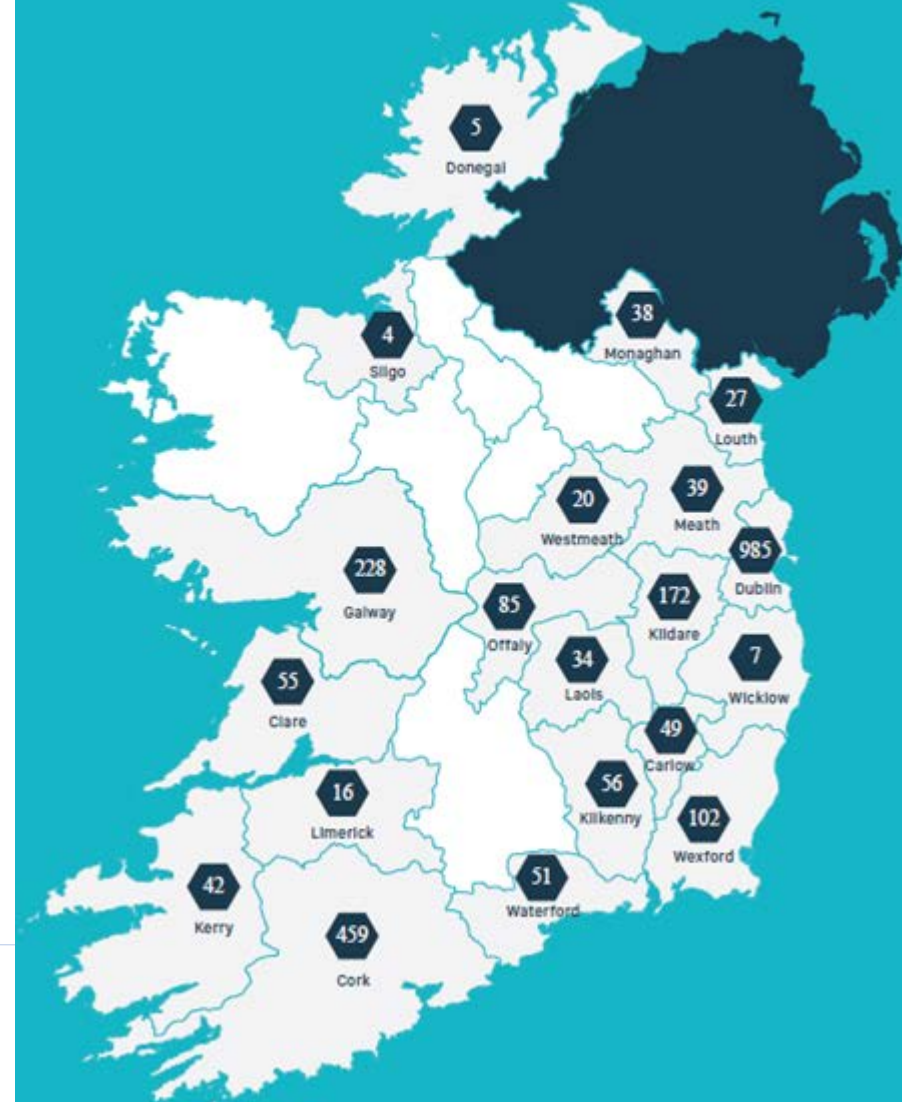 5
Donegal
38
Monaghan
4
Sligo
27
Louth
39
Meath
20
Westmeath
985
Dublin
228
Galway
172
Kildare
85
Offaly
34
Laois
7
Wicklow
55
Clare
49
Carlow
56
Kilkenny
16
Limerick
102
Wexford
51
Waterford
42
Kerry
459
Cork